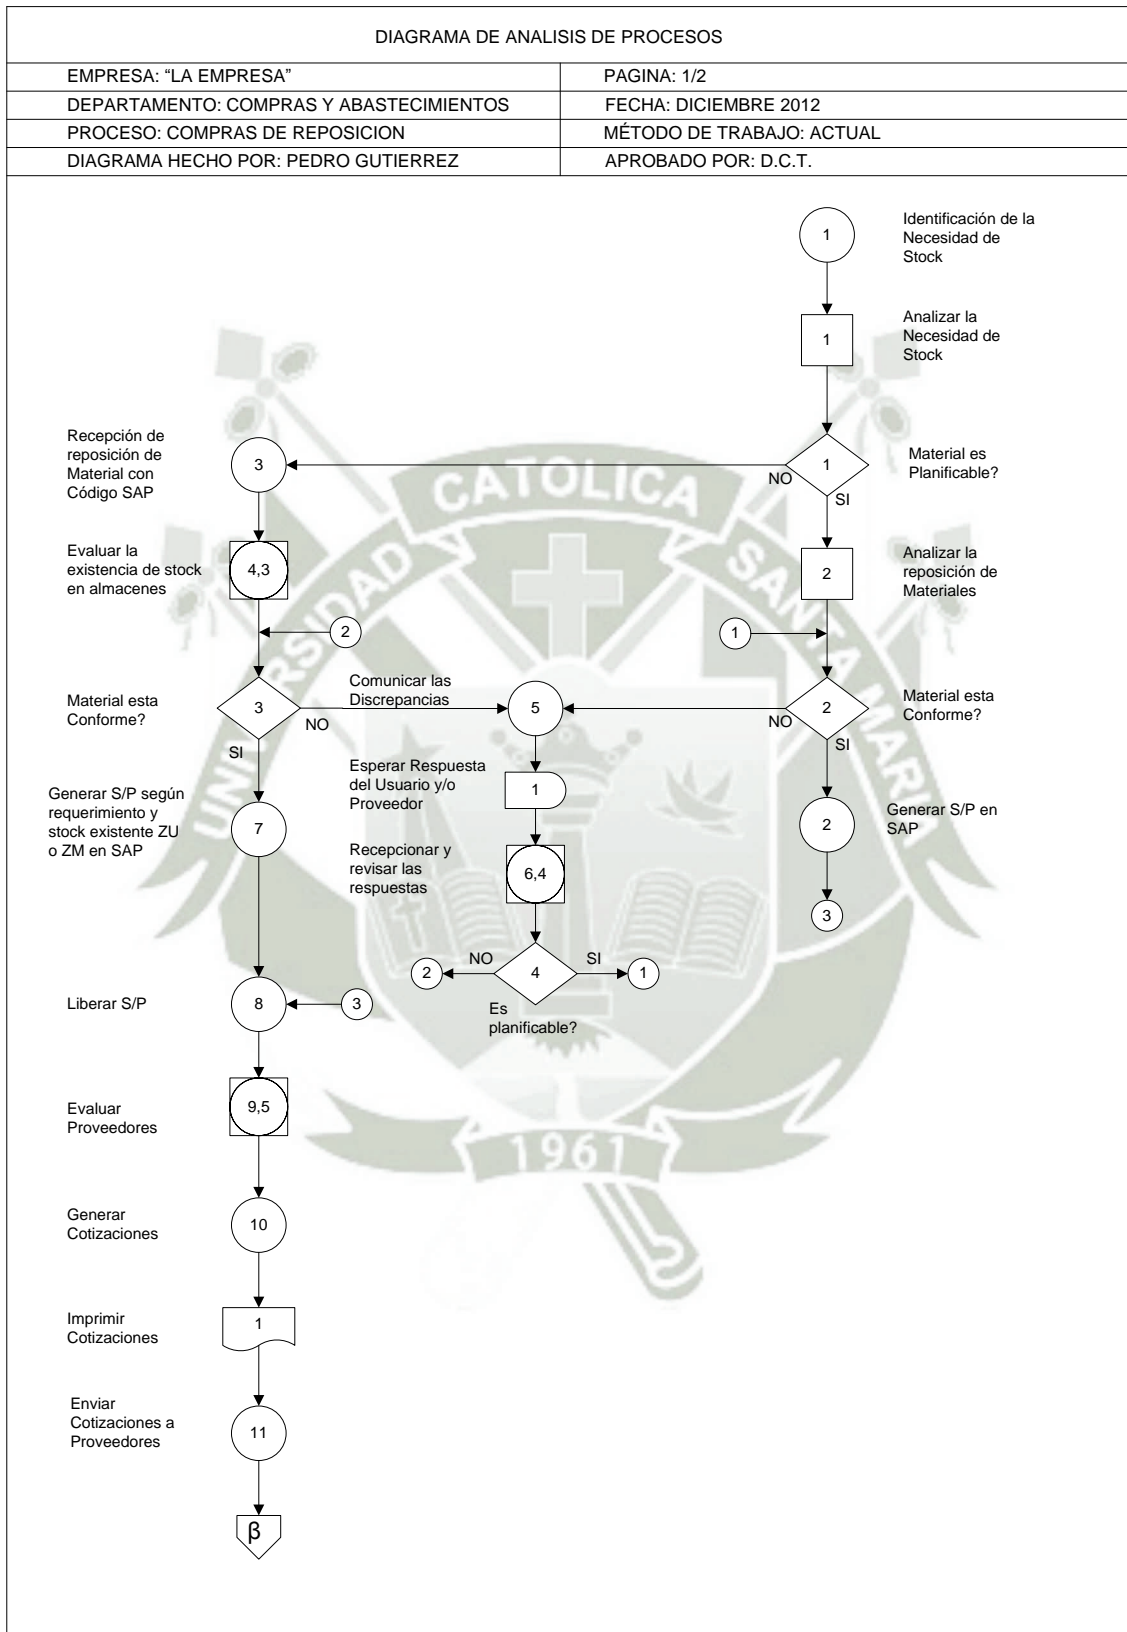 DIAGRAMA DE ANALISIS DE PROCESOS
EMPRESA: “LA EMPRESA”
PAGINA: 1/2
DEPARTAMENTO: COMPRAS Y ABASTECIMIENTOS
FECHA: DICIEMBRE 2012
PROCESO: COMPRAS DE REPOSICION
MÉTODO DE TRABAJO: ACTUAL
DIAGRAMA HECHO POR: PEDRO GUTIERREZ
APROBADO POR: D.C.T.
1
Identificación de la
Necesidad de
Stock
1
Analizar la
Necesidad de
Stock
Recepción de
reposición de
Material con
Código SAP
3
1
NO
SI
Material es
Planificable?
Evaluar la
existencia de stock
en almacenes
4,3
2
Analizar la
reposición de
Materiales
2
1
Material esta
Conforme?
3
NO
SI
Comunicar las
Discrepancias
5
2
NO
SI
Material esta
Conforme?
Esperar Respuesta
del Usuario y/o
Proveedor
1
Generar S/P según
requerimiento y
stock existente ZU
o ZM en SAP
7
2
Generar S/P en
SAP
Recepcionar y
revisar las
respuestas
6,4
3
2
NO
4
SI
1
Es
planificable?
Liberar S/P
8
3
Evaluar
Proveedores
9,5
Generar
Cotizaciones
10
Imprimir
Cotizaciones
1
Enviar
Cotizaciones a
Proveedores
11
β
UNIVERSIDAD CATOLICA SANTA MARIA
1961